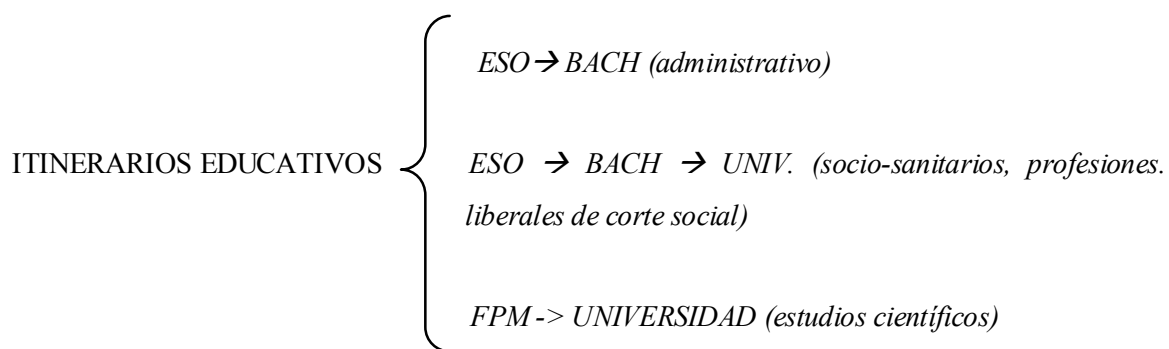 ESO → BACH (administrativo)
ITINERARIOS EDUCATIVOS
ESO → BACH → UNIV. (socio-sanitarios, profesiones.
liberales de corte social)
FPM -> UNIVERSIDAD (estudios científicos)